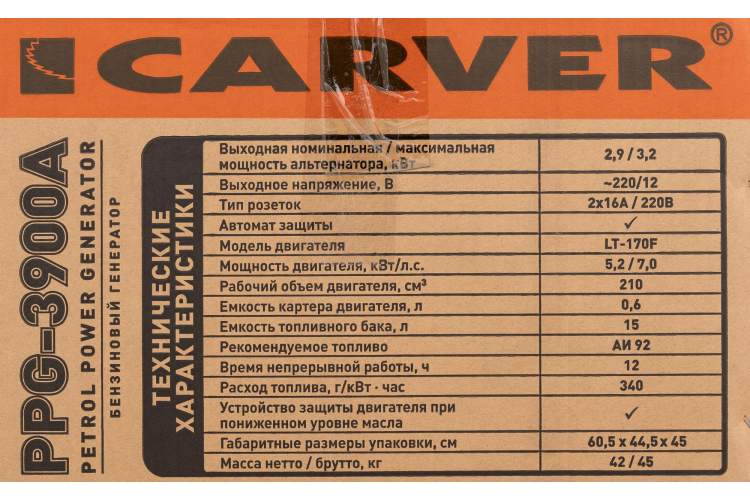 CARVER®
PPG-3900A
PETROL POWER GENERATOR
БЕНЗИНОВЫЙ ГЕНЕРАТОР
ТЕХНИЧЕСКИЕ
ХАРАКТЕРИСТИКИ
Выходная номинальная / максимальная
мощность альтернатора, кВт 2,9 / 3,2
Выходное напряжение, В ~220/12
Тип розеток 2х16А / 220В
Автомат защиты ✓
Модель двигателя LT-170F
Мощность двигателя, кВт/л.с. 5,2 / 7,0
Рабочий объем двигателя, см³ 210
Емкость картера двигателя, л 0,6
Емкость топливного бака, л 15
Рекомендуемое топливо АИ 92
Время непрерывной работы, ч 12
Расход топлива, г/кВт · час 340
Устройство защиты двигателя при
пониженном уровне масла ✓
Габаритные размеры упаковки, см 60,5 х 44,5 х 45
Масса нетто / брутто, кг 42 / 45